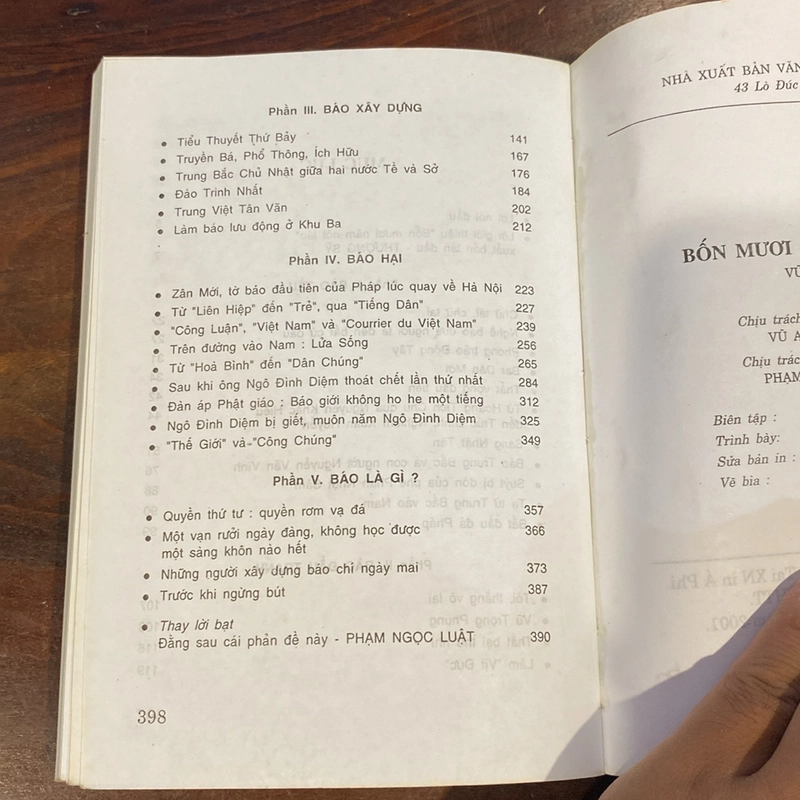 Phần III. BÁO XÂY DỰNG
• Tiểu Thuyết Thứ Bảy 141
• Truyền Bá, Phổ Thông, Ích Hữu 167
• Trung Bắc Chủ Nhật giữa hai nước Tề và Sở 176
• Đào Trinh Nhất 184
• Trung Việt Tân Văn 202
• Làm báo lưu động ở Khu Ba 212
Phần IV. BÁO HẠI
• Zân Mới, tờ báo đầu tiên của Pháp lúc quay về Hà Nội 223
• Từ "Liên Hiệp" đến "Trẻ", qua "Tiếng Dân" 227
• "Công Luận", "Việt Nam" và "Courrier du Việt Nam" 239
• Trên đường vào Nam : Lửa Sống 256
• Từ "Hoà Bình" đến "Dân Chúng" 265
• Sau khi ông Ngô Đình Diệm thoát chết lần thứ nhất 284
• Đàn áp Phật giáo : Báo giới không ho he một tiếng 312
• Ngô Đình Diệm bị giết, muôn năm Ngô Đình Diệm 325
• "Thế Giới" và "Công Chúng" 349
Phần V. BÁO LÀ GÌ ?
• Quyền thứ tư : quyền rơm vạ đá 357
• Một vạn rưởi ngày đàng, không học được 366
một sàng khôn nào hết
• Những người xây dựng báo chí ngày mai 373
• Trước khi ngừng bút 387
• Thay lời bạt
Đằng sau cái phản đề này - PHẠM NGỌC LUẬT 390
398
NHÀ XUẤT BẢN VĂN
43 Lò Đúc
BỐN MƯƠI
VŨ
Chịu trách
VŨ A
Chịu trách
PHẠM
Biên tập :
Trình bày:
Sửa bản in :
Vẽ bìa :